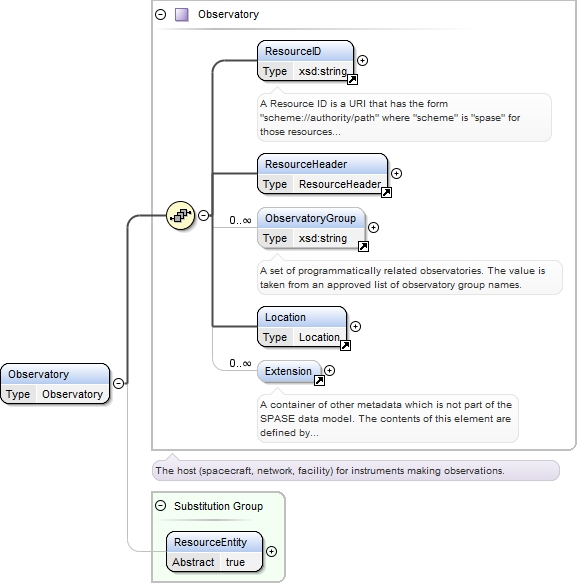 Observatory
ResourceID
Type xsd:string
A Resource ID is a URI that has the form
"scheme://authority/path" where "scheme" is "spase" for
those resources...
ResourceHeader
Type ResourceHeader
0..∞
ObservatoryGroup
Type xsd:string
A set of programmatically related observatories. The value is
taken from an approved list of observatory group names.
Location
Type Location
0..∞
Extension
A container of other metadata which is not part of the
SPASE data model. The contents of this element are
defined by...
Observatory
Type Observatory
The host (spacecraft, network, facility) for instruments making observations.
Substitution Group
ResourceEntity
Abstract true